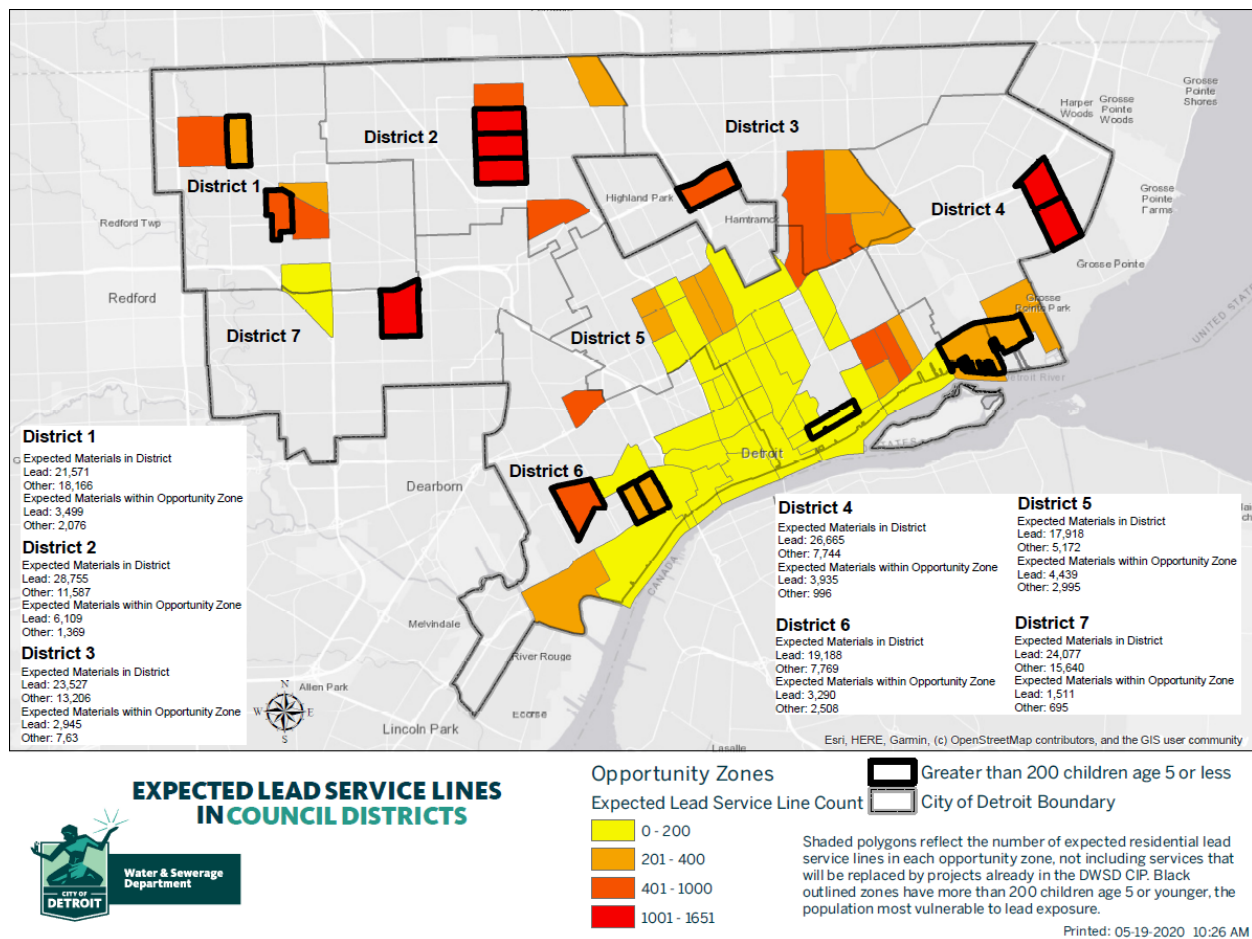 Grosse
Pointe
Shores
Harper
Woods
Grosse
Pointe
Woods
District 3
District 2
District 1
Highland Park
Hamtramck
District 4
Grosse
Pointe
Farms
Redford Twp
Grosse Pointe
Redford
Grosse
Pointe Park
UNITED STATE
District 7
District 5
Detroit River
STATES
Detroit
District 6
Dearborn
CANADA
Melvindale
River Rouge
Allen Park
Ecorse
Lincoln Park
Lasalle
N
W
E
S
District 1
Expected Materials in District
Lead: 21,571
Other: 18,166
Expected Materials within Opportunity Zone
Lead: 3,499
Other: 2,076
District 2
Expected Materials in District
Lead: 28,755
Other: 11,587
Expected Materials within Opportunity Zone
Lead: 6,109
Other: 1,369
District 3
Expected Materials in District
Lead: 23,527
Other: 13,206
Expected Materials within Opportunity Zone
Lead: 2,945
Other: 7,63
District 4
Expected Materials in District
Lead: 26,665
Other: 7,744
Expected Materials within Opportunity Zone
Lead: 3,935
Other: 996
District 5
Expected Materials in District
Lead: 17,918
Other: 5,172
Expected Materials within Opportunity Zone
Lead: 4,439
Other: 2,995
District 6
Expected Materials in District
Lead: 19,188
Other: 7,769
Expected Materials within Opportunity Zone
Lead: 3,290
Other: 2,508
District 7
Expected Materials in District
Lead: 24,077
Other: 15,640
Expected Materials within Opportunity Zone
Lead: 1,511
Other: 695
Esri, HERE, Garmin, (c) OpenStreetMap contributors, and the GIS user community
EXPECTED LEAD SERVICE LINES
IN COUNCIL DISTRICTS
CITY OF
DETROIT
Water & Sewerage
Department
Opportunity Zones
Expected Lead Service Line Count
0 - 200
201 - 400
401 - 1000
1001 - 1651
Greater than 200 children age 5 or less
City of Detroit Boundary
Shaded polygons reflect the number of expected residential lead
service lines in each opportunity zone, not including services that
will be replaced by projects already in the DWSD CIP. Black
outlined zones have more than 200 children age 5 or younger, the
population most vulnerable to lead exposure.
Printed: 05-19-2020 10:26 AM